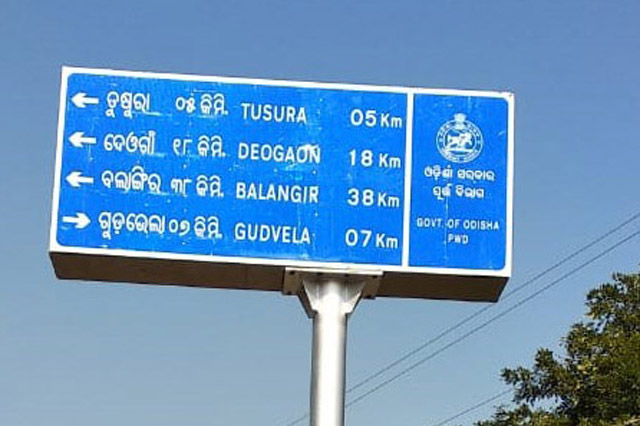 ← ତୁଷୁରା ୦୫ କିମି. TUSURA 05 Km
← ଦେଓଗାଁ ୧୮ କିମି. DEOGAON 18 Km
← ବଲାଙ୍ଗିର ୩୮ କିମି. BALANGIR 38 Km
→ ଗୁଡ଼ଭେଲା ୦୭ କିମି. GUDVELA 07 Km
ଓଡ଼ିଶା ସରକାର
ପୂର୍ତ୍ତ ବିଭାଗ
GOVT. OF ODISHA
PWD